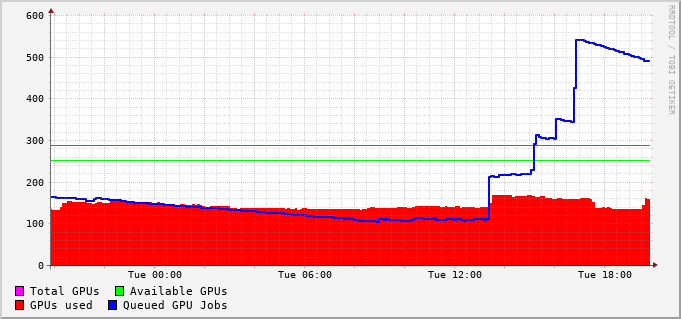 600
500
400
300
200
100
0
Tue 00:00 Tue 06:00 Tue 12:00 Tue 18:00
Total GPUs Available GPUs
GPUs used Queued GPU Jobs
RRDTOOL / TOBI OETIKER